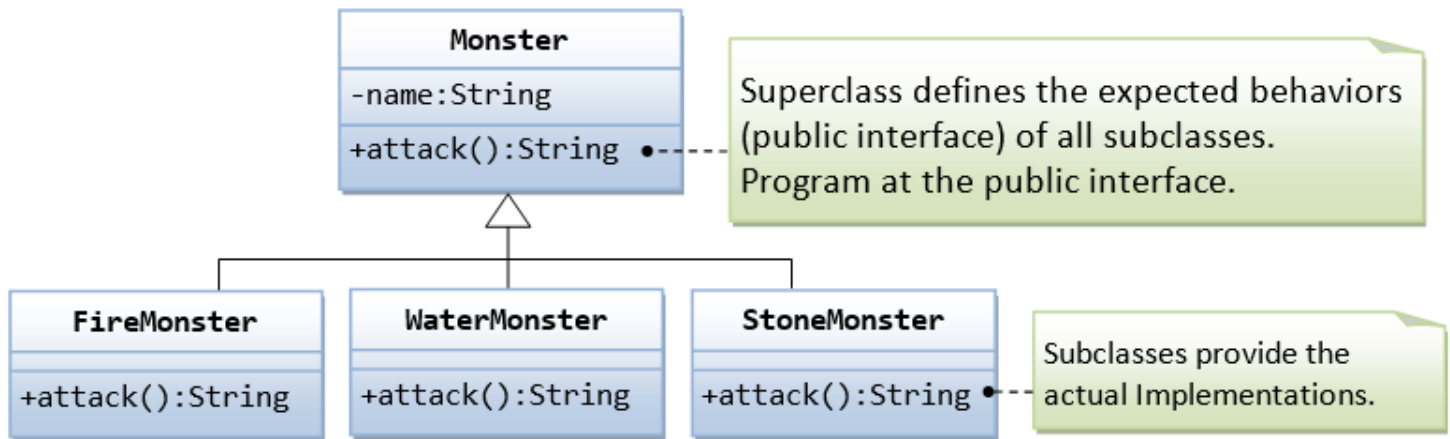 Monster
-name:String
+attack():String
Superclass defines the expected behaviors
(public interface) of all subclasses.
Program at the public interface.
FireMonster
+attack():String
WaterMonster
+attack():String
StoneMonster
+attack():String
Subclasses provide the
actual Implementations.